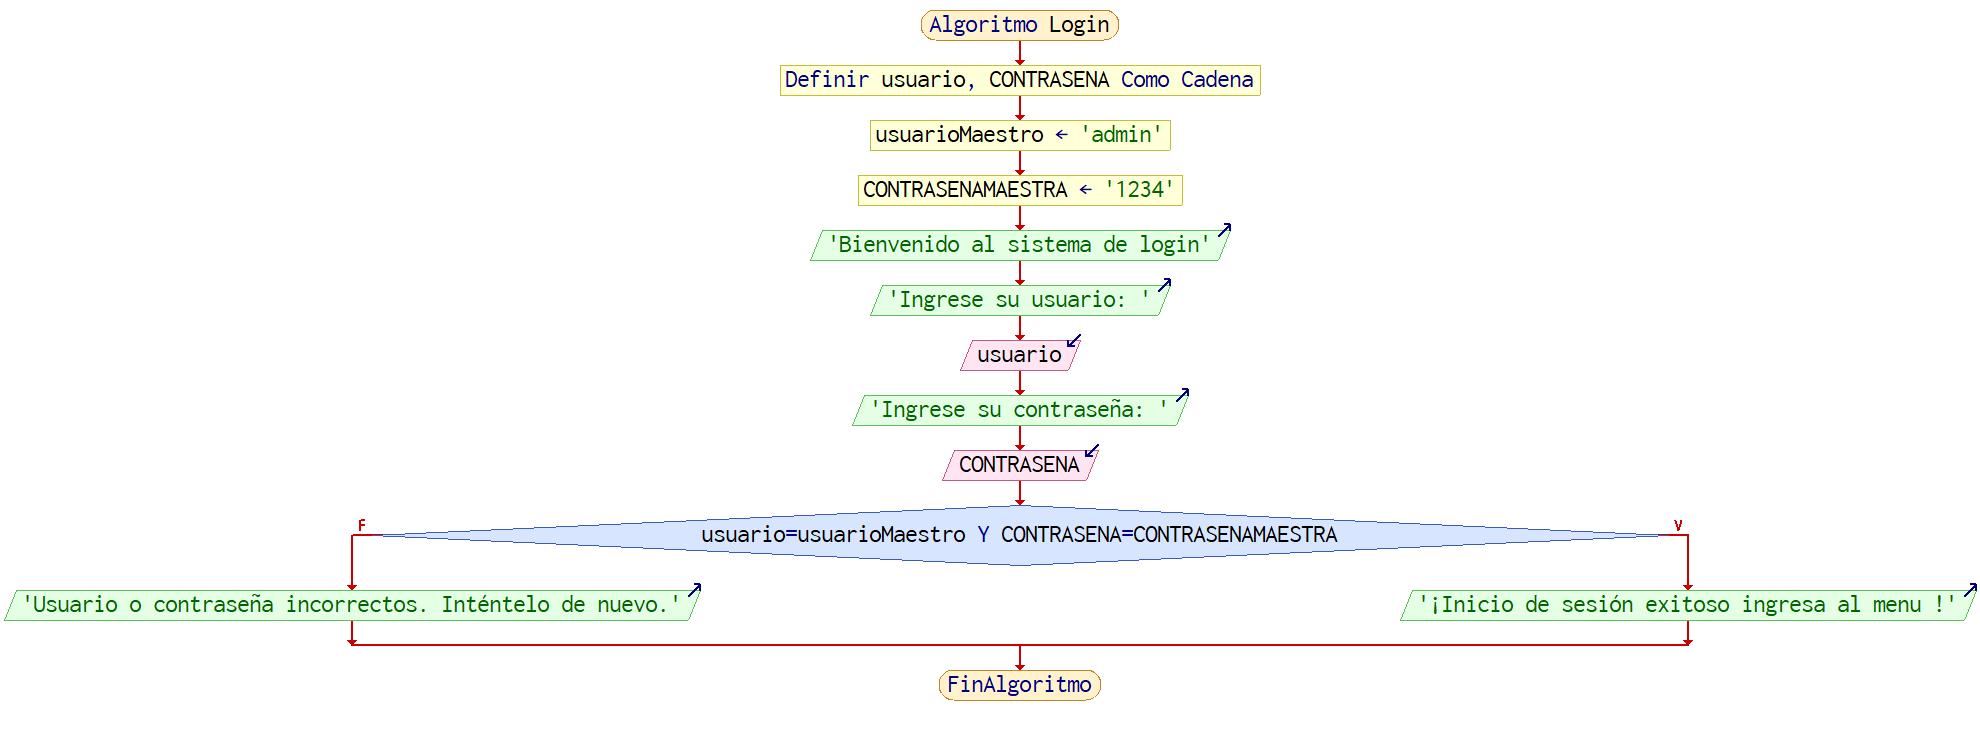 Algoritmo Login
Definir usuario, CONTRASENA Como Cadena
usuarioMaestro ← 'admin'
CONTRASENAMAESTRA ← '1234'
'Bienvenido al sistema de login'
'Ingrese su usuario: '
usuario
'Ingrese su contraseña: '
CONTRASENA
F
V
usuario=usuarioMaestro Y CONTRASENA=CONTRASENAMAESTRA
'Usuario o contraseña incorrectos. Inténtelo de nuevo.'
'¡Inicio de sesión exitoso ingresa al menu !'
FinAlgoritmo